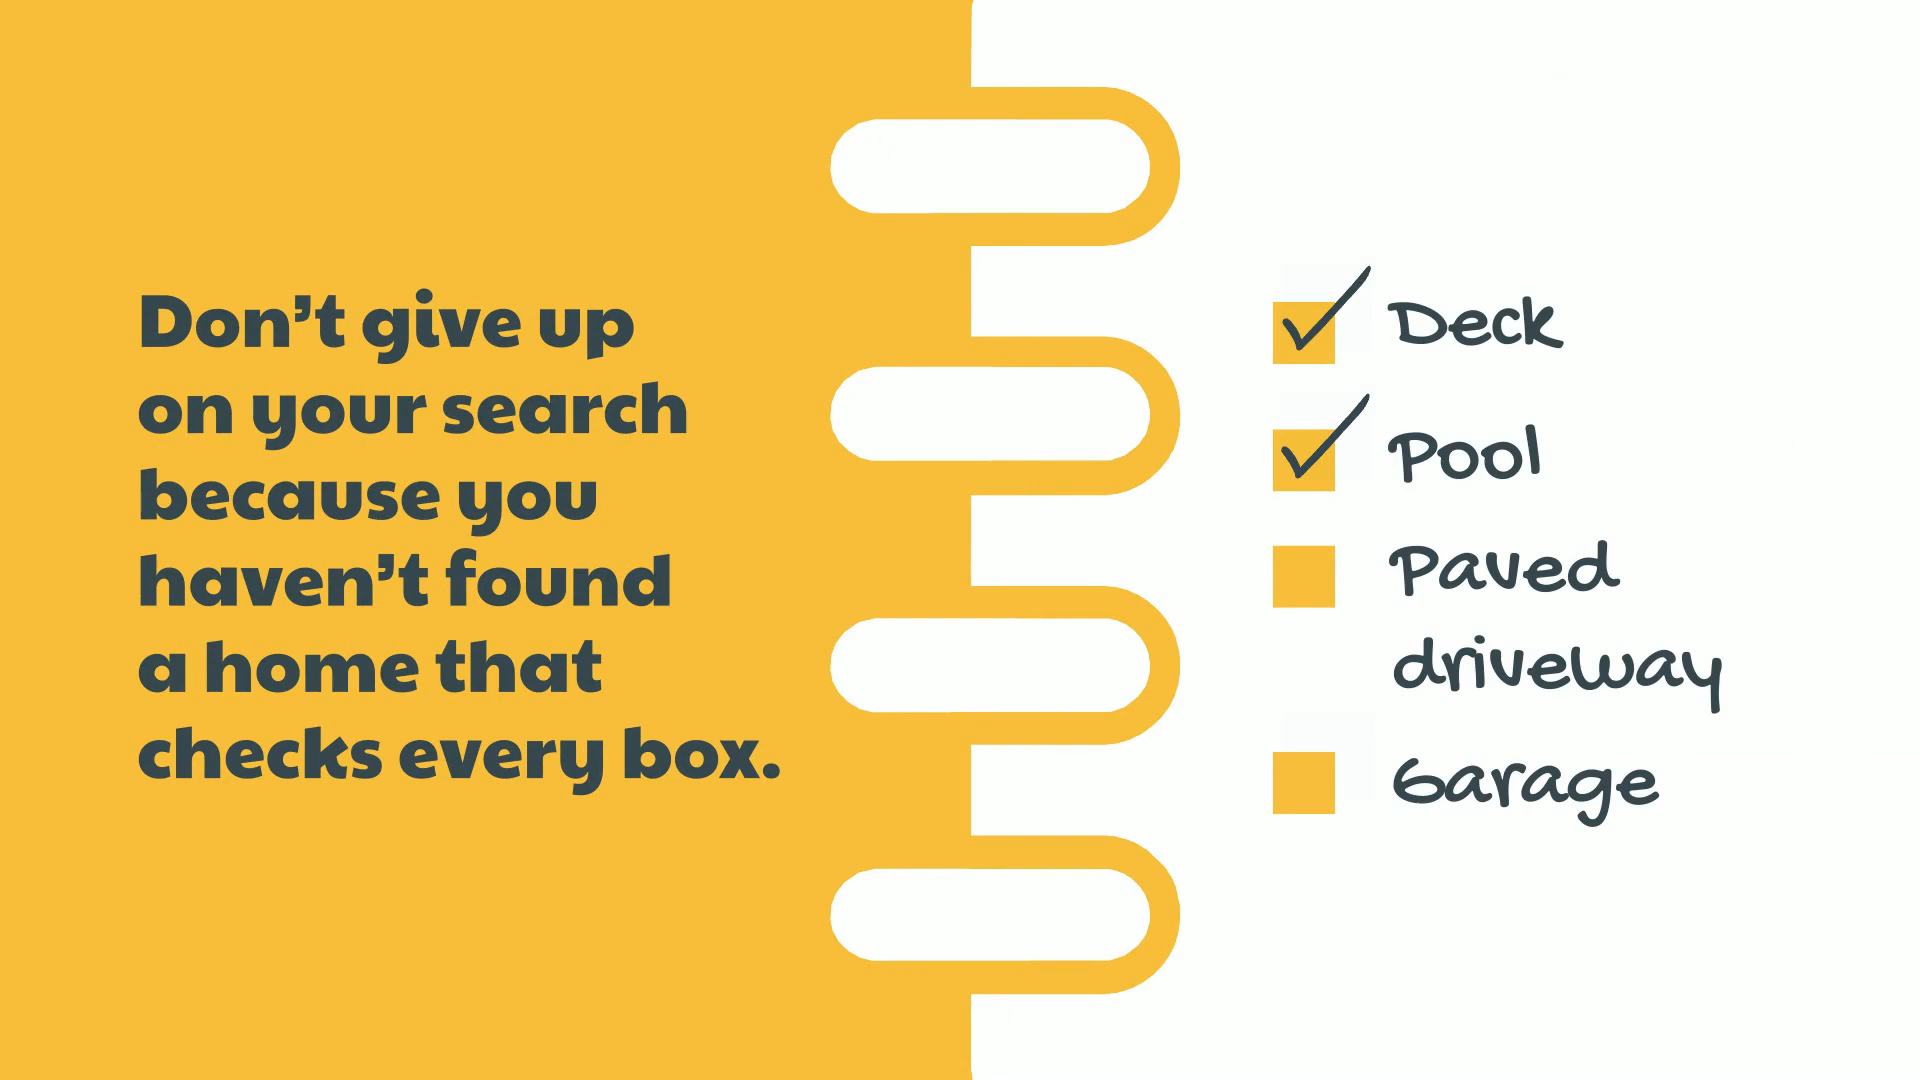 Don’t give up
on your search
because you
haven’t found
a home that
checks every box.
Deck
Pool
Paved
driveway
Garage